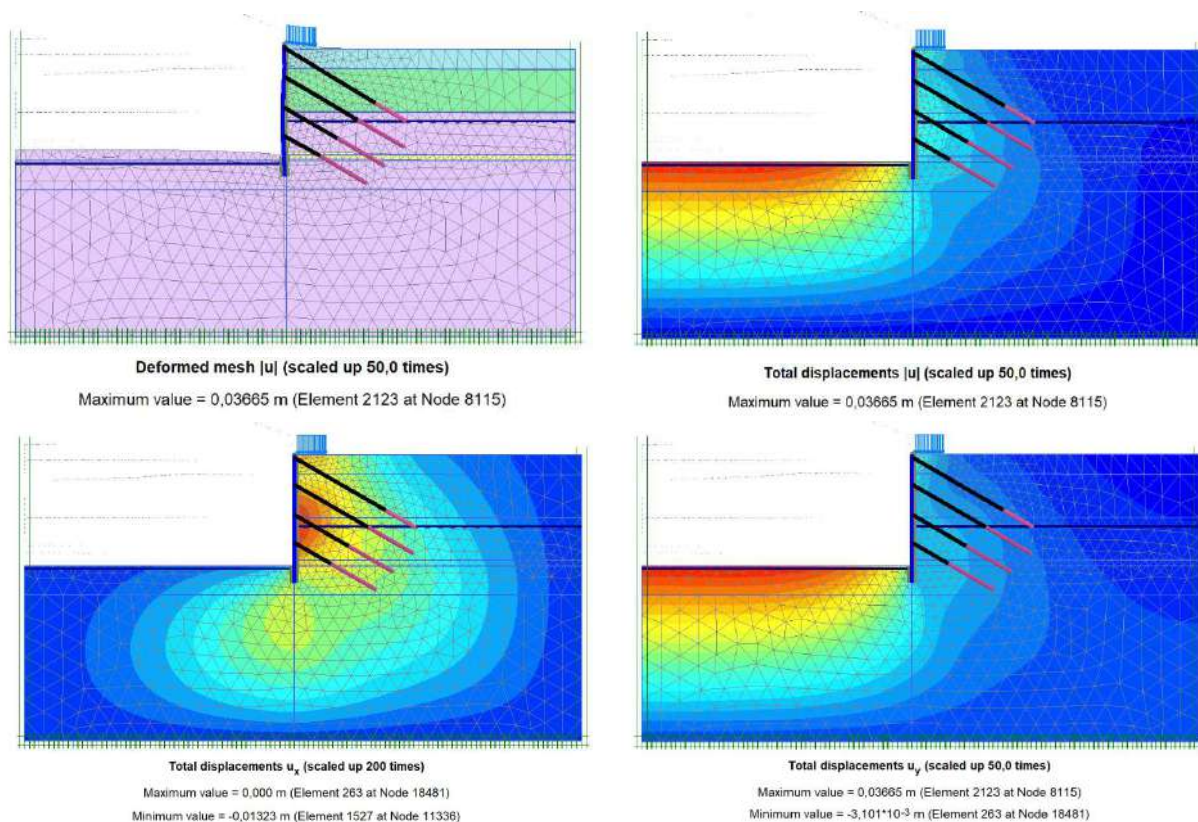 Deformed mesh |u| (scaled up 50,0 times)
Maximum value = 0,03665 m (Element 2123 at Node 8115)
Total displacements |u| (scaled up 50,0 times)
Maximum value = 0,03665 m (Element 2123 at Node 8115)
Total displacements uₓ (scaled up 200 times)
Maximum value = 0,000 m (Element 263 at Node 18481)
Minimum value = -0,01323 m (Element 1527 at Node 11336)
Total displacements u_y (scaled up 50,0 times)
Maximum value = 0,03665 m (Element 2123 at Node 8115)
Minimum value = -3,101*10⁻³ m (Element 263 at Node 18481)